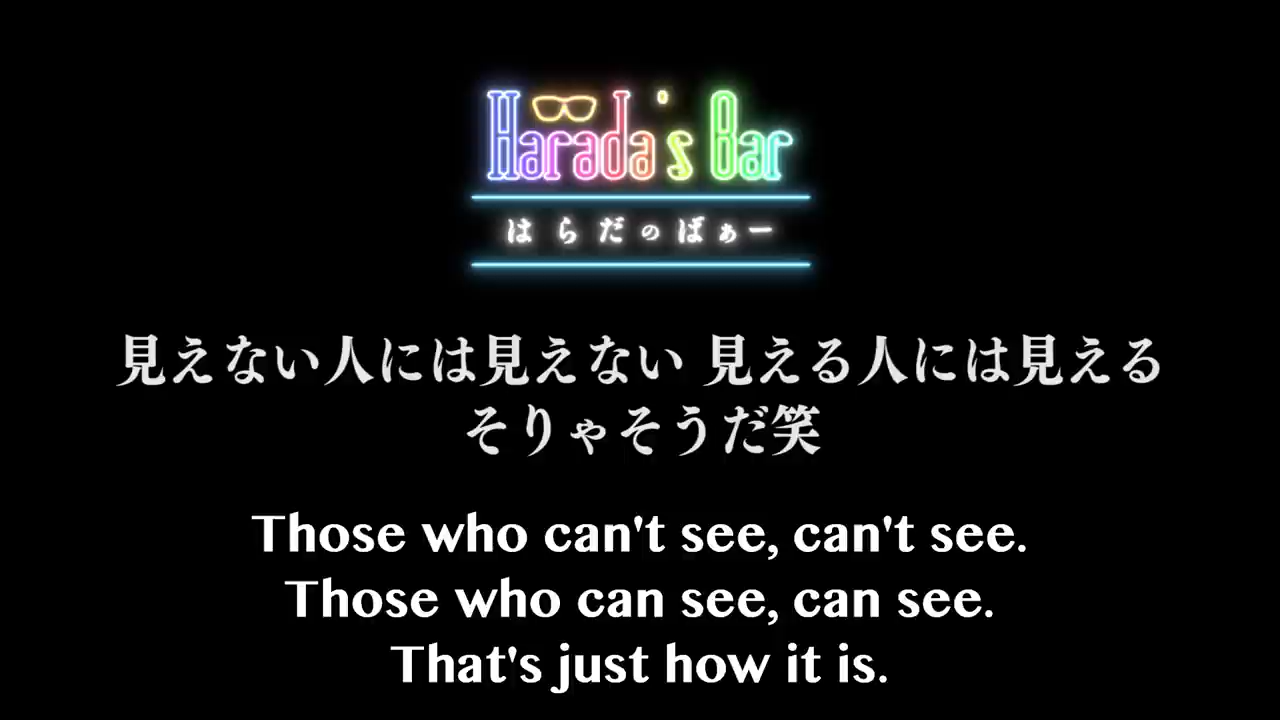 Harada's Bar
はらだのばぁー
見えない人には見えない 見える人には見える
そりゃそうだ笑
Those who can't see, can't see.
Those who can see, can see.
That's just how it is.